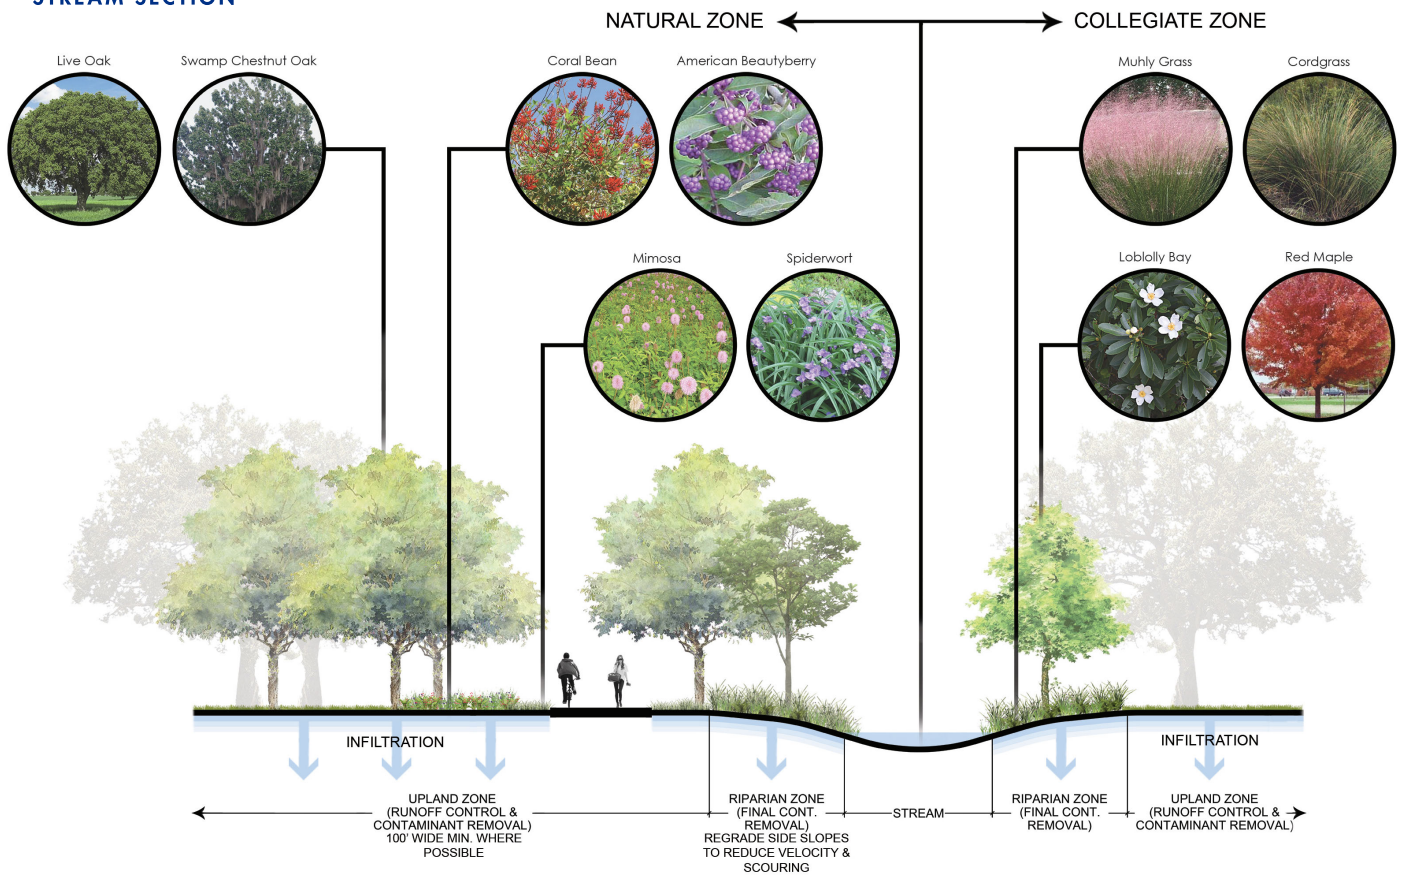 STREAM SECTION
NATURAL ZONE
COLLEGIATE ZONE
Live Oak
Swamp Chestnut Oak
Coral Bean
American Beautyberry
Muhly Grass
Cordgrass
Mimosa
Spiderwort
Loblolly Bay
Red Maple
INFILTRATION
INFILTRATION
UPLAND ZONE
(RUNOFF CONTROL &
CONTAMINANT REMOVAL)
100' WIDE MIN. WHERE
POSSIBLE
RIPARIAN ZONE
(FINAL CONT.
REMOVAL)
REGRADE SIDE SLOPES
TO REDUCE VELOCITY &
SCOURING
STREAM
RIPARIAN ZONE
(FINAL CONT.
REMOVAL)
UPLAND ZONE
(RUNOFF CONTROL &
CONTAMINANT REMOVAL)